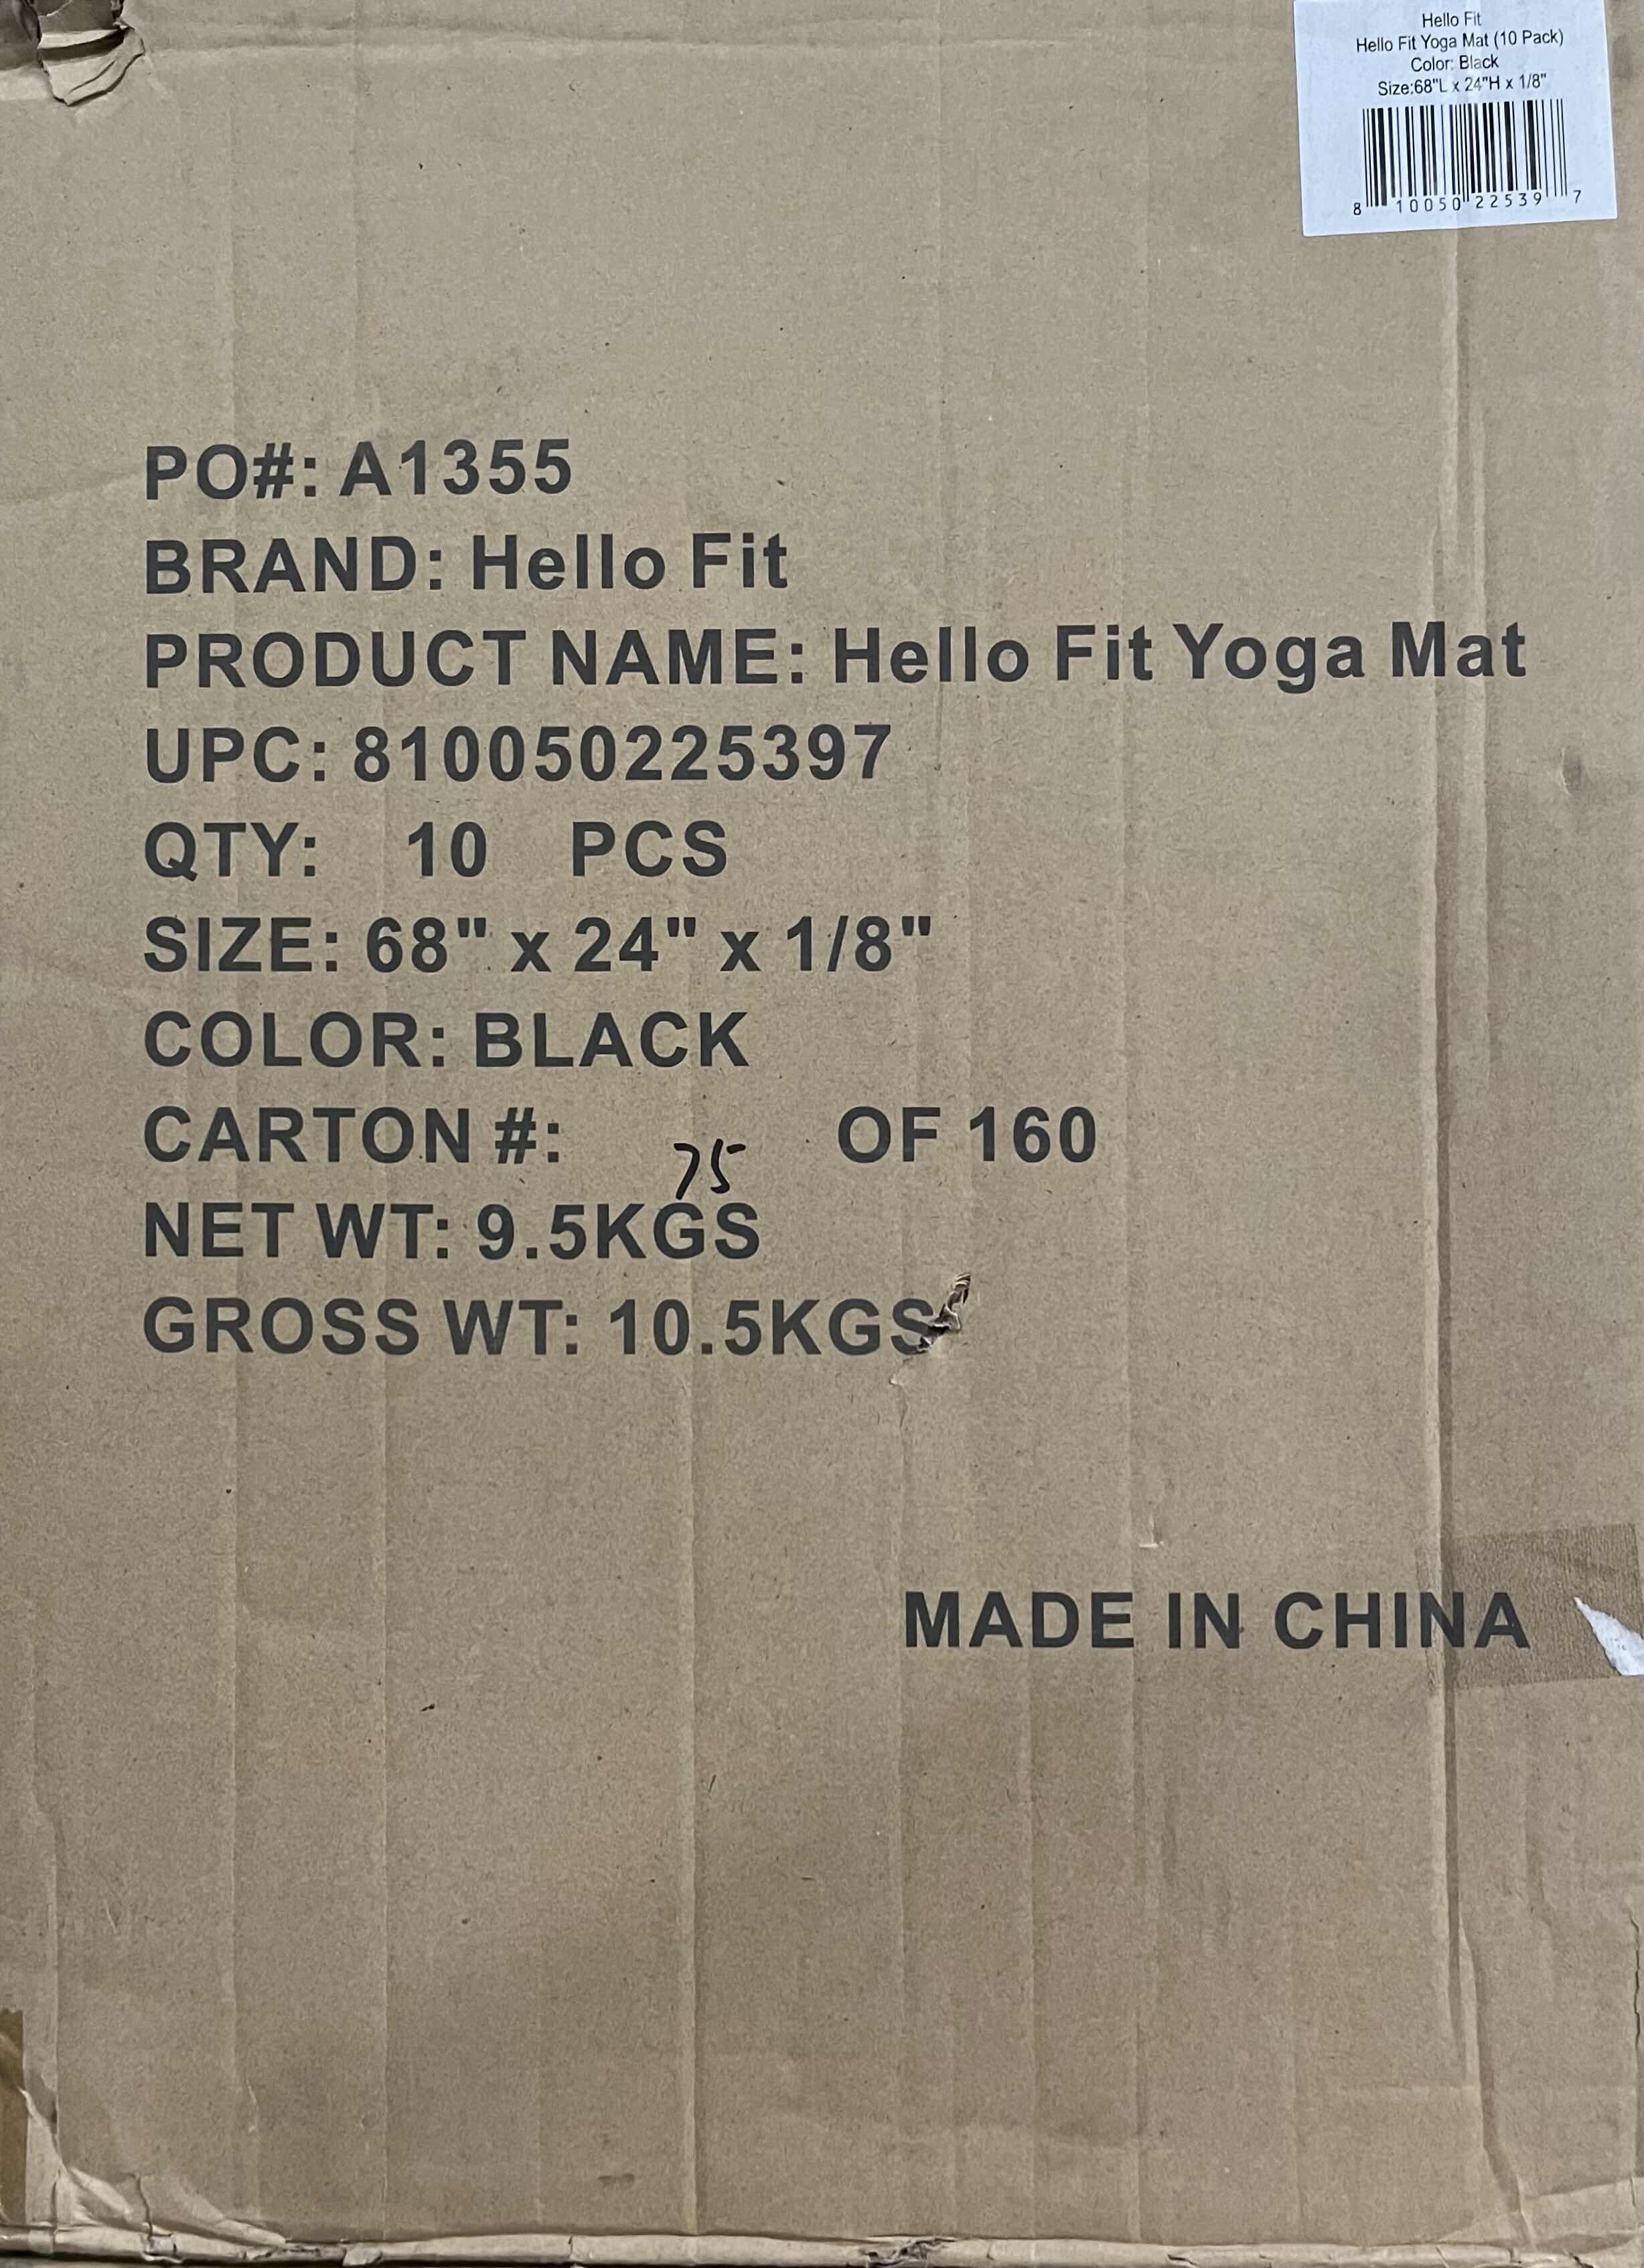 Hello Fit
Hello Fit Yoga Mat (10 Pack)
Color: Black
Size:68"L x 24"H x 1/8"
8 10050 22539 7
PO#: A1355
BRAND: Hello Fit
PRODUCT NAME: Hello Fit Yoga Mat
UPC: 810050225397
QTY: 10 PCS
SIZE: 68" x 24" x 1/8"
COLOR: BLACK
CARTON #: 75 OF 160
NET WT: 9.5KGS
GROSS WT: 10.5KGS
MADE IN CHINA